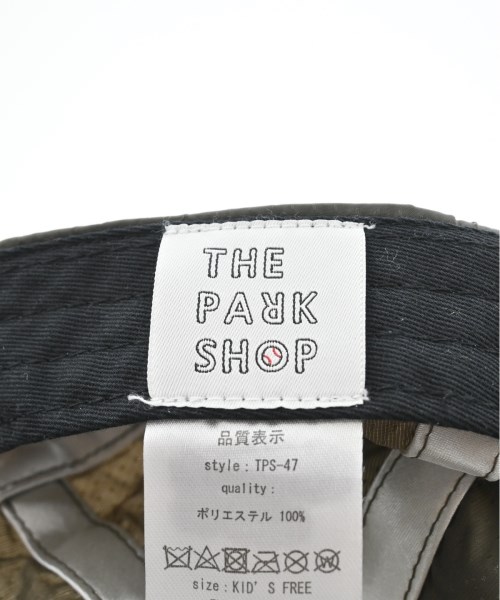 THE
PARK
SHOP
品質表示
style : TPS-47
quality :
ポリエステル 100%
size : KID'S FREE